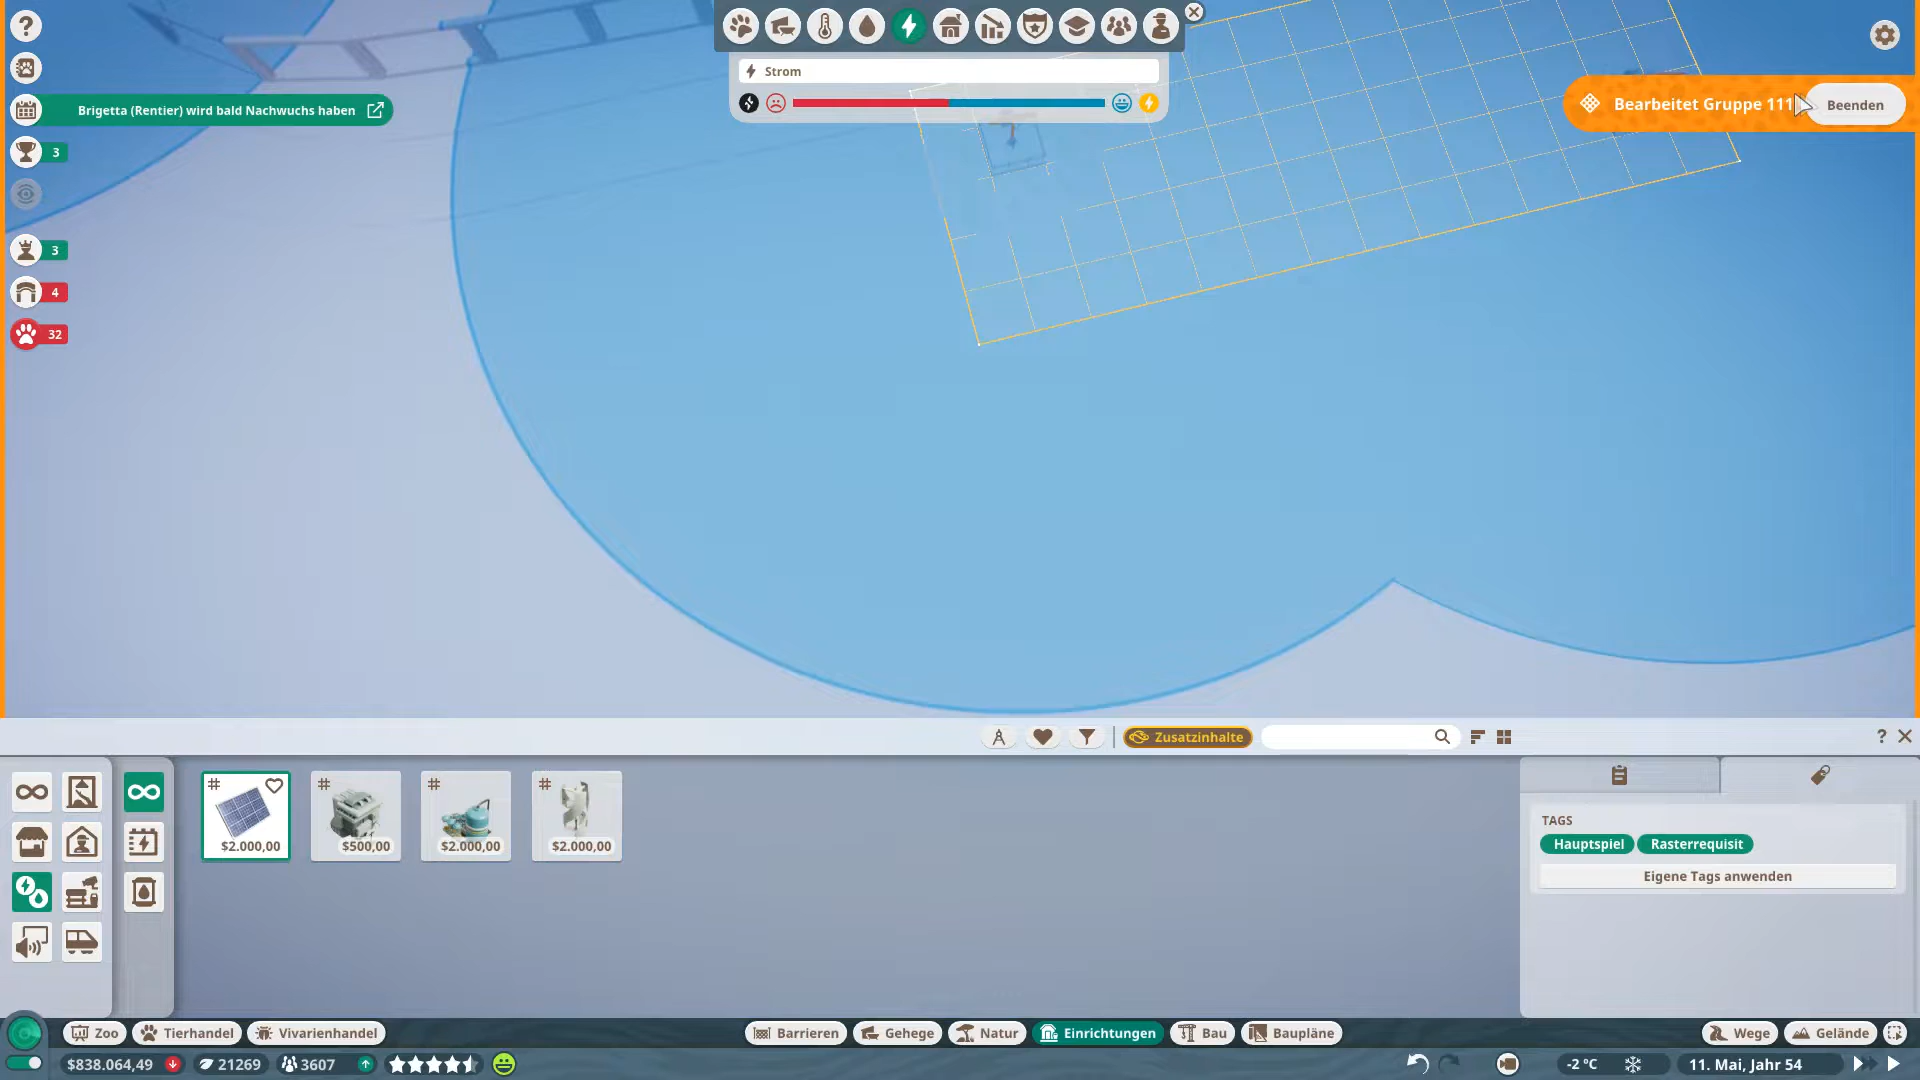 Strom
Brigetta (Rentier) wird bald Nachwuchs haben
Bearbeitet Gruppe 111
Beenden
3
3
4
32
Zusatzinhalte
?
$2.000,00
$500,00
$2.000,00
$2.000,00
TAGS
Hauptspiel
Rasterrequisit
Eigene Tags anwenden
Zoo
Tierhandel
Vivarienhandel
Barrieren
Gehege
Natur
Einrichtungen
Bau
Baupläne
Wege
Gelände
$838.064,49
21269
3607
-2 °C
11. Mai, Jahr 54